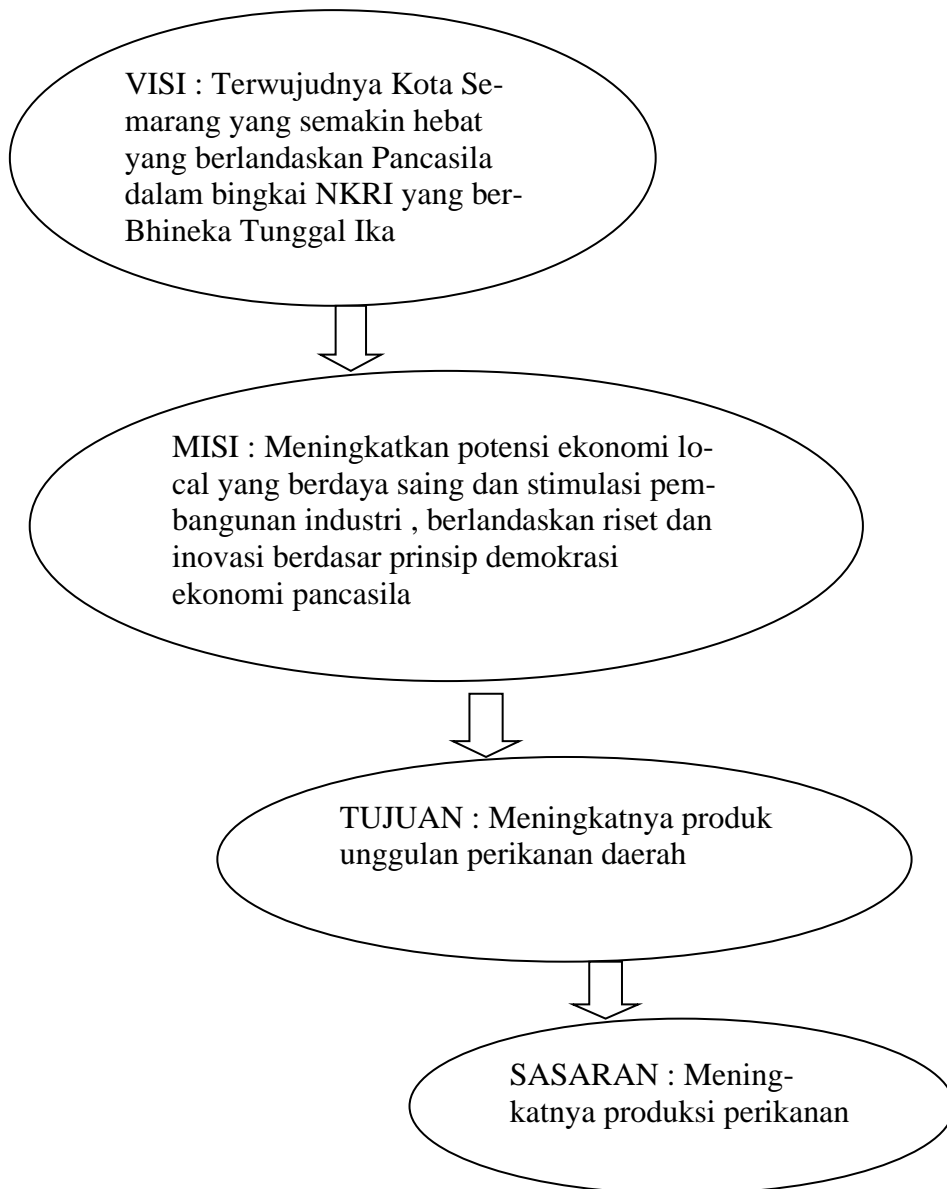 VISI : Terwujudnya Kota Se-
marang yang semakin hebat
yang berlandaskan Pancasila
dalam bingkai NKRI yang ber-
Bhineka Tunggal Ika
MISI : Meningkatkan potensi ekonomi lo-
cal yang berdaya saing dan stimulasi pem-
bangunan industri , berlandaskan riset dan
inovasi berdasar prinsip demokrasi
ekonomi pancasila
TUJUAN : Meningkatnya produk
unggulan perikanan daerah
SASARAN : Mening-
katnya produksi perikanan